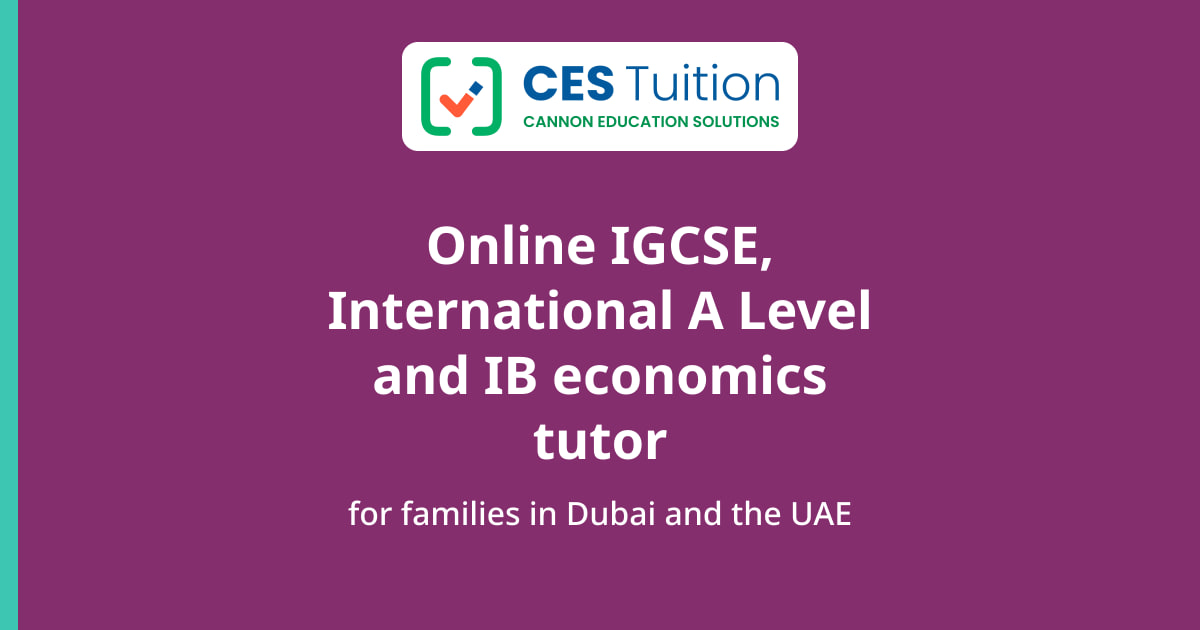 CES Tuition
CANNON EDUCATION SOLUTIONS
Online IGCSE,
International A Level
and IB economics
tutor
for families in Dubai and the UAE